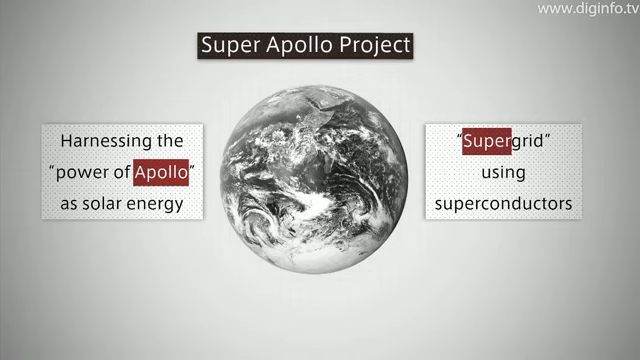 www.diginfo.tv
Super Apollo Project
Harnessing the
“power of Apollo”
as solar energy
“Supergrid”
using
superconductors